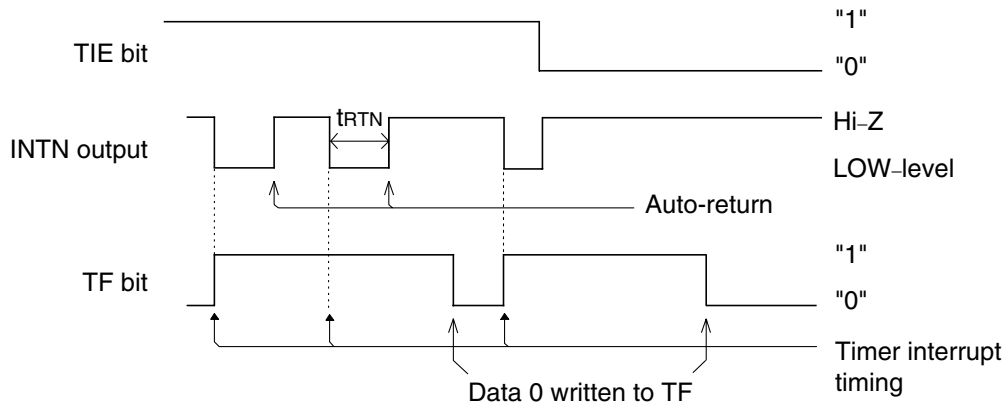 TIE bit
"1"
"0"
INTN output
tRTN
Hi–Z
LOW–level
Auto-return
TF bit
"1"
"0"
Timer interrupt
timing
Data 0 written to TF